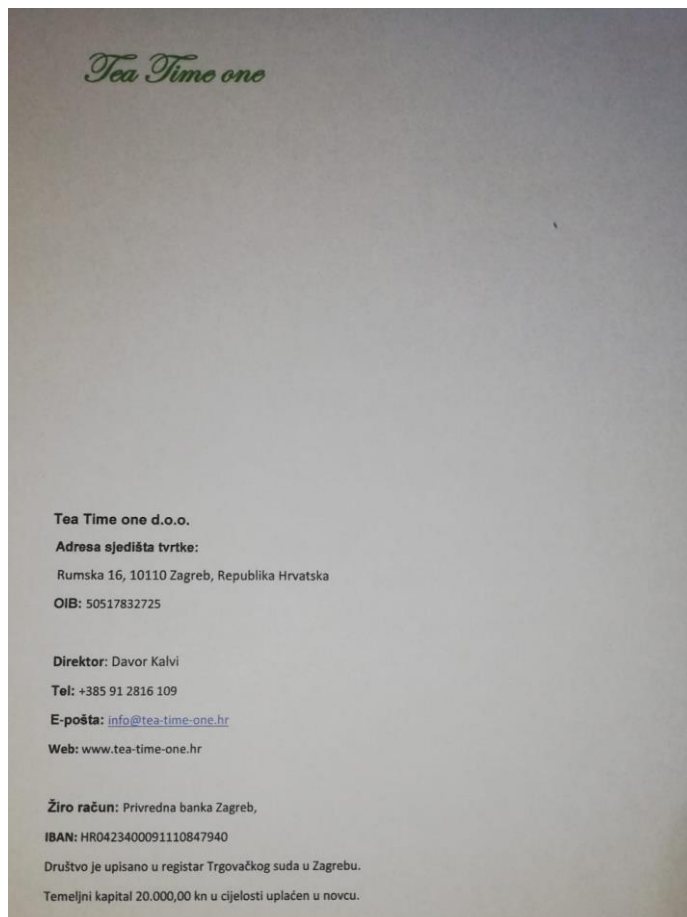 Tea Time one
Tea Time one d.o.o.
Adresa sjedišta tvrtke:
Rumska 16, 10110 Zagreb, Republika Hrvatska
OIB: 50517832725
Direktor: Davor Kalvi
Tel: +385 91 2816 109
E-pošta: info@tea-time-one.hr
Web: www.tea-time-one.hr
Žiro račun: Privredna banka Zagreb,
IBAN: HR0423400091110847940
Društvo je upisano u registar Trgovačkog suda u Zagrebu.
Temeljni kapital 20.000,00 kn u cijelosti uplaćen u novcu.